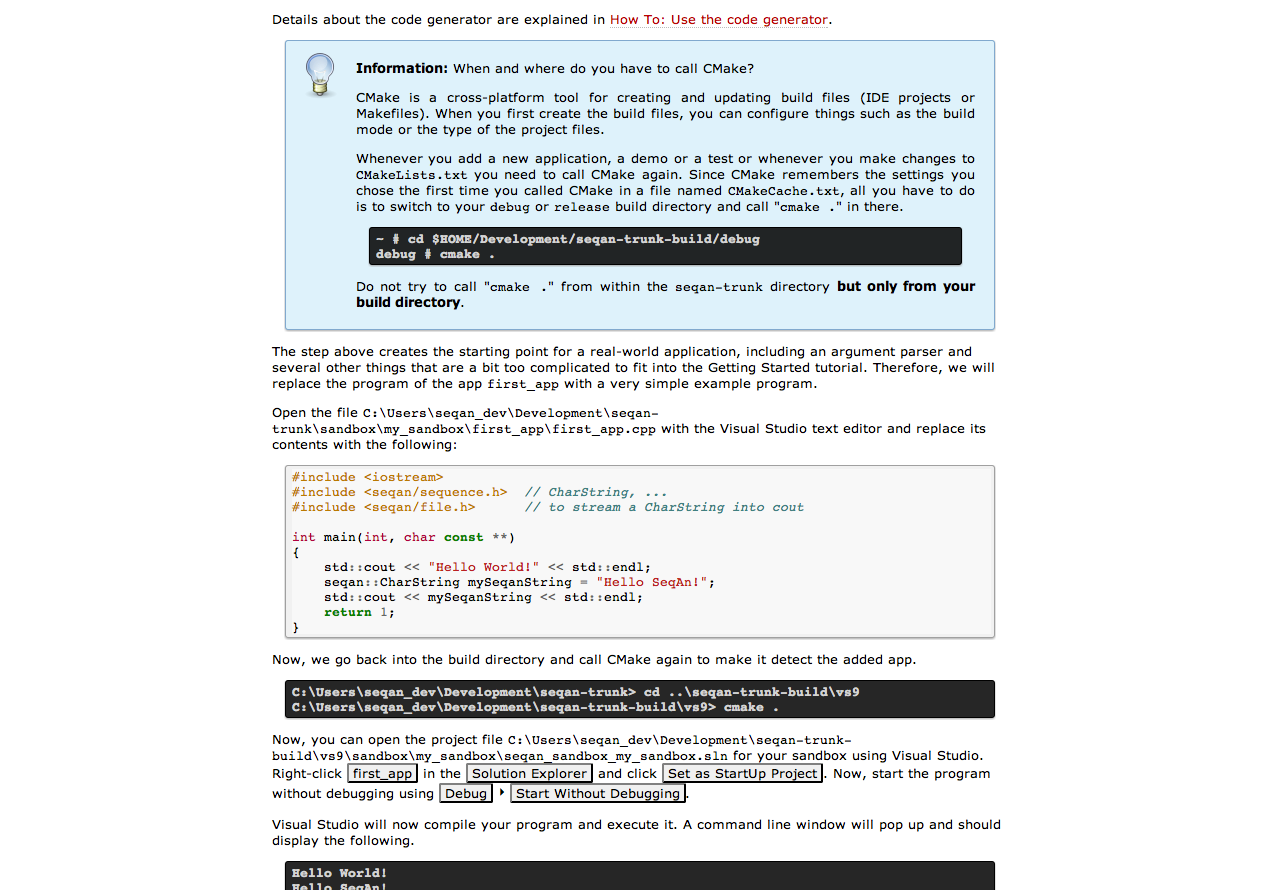 Details about the code generator are explained in How To: Use the code generator.
Information: When and where do you have to call CMake?
CMake is a cross-platform tool for creating and updating build files (IDE projects or
Makefiles). When you first create the build files, you can configure things such as the build
mode or the type of the project files.
Whenever you add a new application, a demo or a test or whenever you make changes to
CMakeLists.txt you need to call CMake again. Since CMake remembers the settings you
chose the first time you called CMake in a file named CMakeCache.txt, all you have to do
is to switch to your debug or release build directory and call "cmake ." in there.
~ # cd $HOME/Development/seqan-trunk-build/debug
debug # cmake .
Do not try to call "cmake ." from within the seqan-trunk directory but only from your
build directory.
The step above creates the starting point for a real-world application, including an argument parser and
several other things that are a bit too complicated to fit into the Getting Started tutorial. Therefore, we will
replace the program of the app first_app with a very simple example program.
Open the file C:\Users\seqan_dev\Development\seqan-
trunk\sandbox\my_sandbox\first_app\first_app.cpp with the Visual Studio text editor and replace its
contents with the following:
#include <iostream>
#include <seqan/sequence.h>  // CharString, ...
#include <seqan/file.h>      // to stream a CharString into cout
int main(int, char const **)
{
    std::cout << "Hello World!" << std::endl;
    seqan::CharString mySeqanString = "Hello SeqAn!";
    std::cout << mySeqanString << std::endl;
    return 1;
}
Now, we go back into the build directory and call CMake again to make it detect the added app.
C:\Users\seqan_dev\Development\seqan-trunk> cd ..\seqan-trunk-build\vs9
C:\Users\seqan_dev\Development\seqan-trunk-build\vs9> cmake .
Now, you can open the project file C:\Users\seqan_dev\Development\seqan-trunk-
build\vs9\sandbox\my_sandbox\seqan_sandbox_my_sandbox.sln for your sandbox using Visual Studio.
Right-click first_app in the Solution Explorer and click Set as StartUp Project. Now, start the program
without debugging using Debug ‣ Start Without Debugging.
Visual Studio will now compile your program and execute it. A command line window will pop up and should
display the following.
Hello World!
Hello SeqAn!